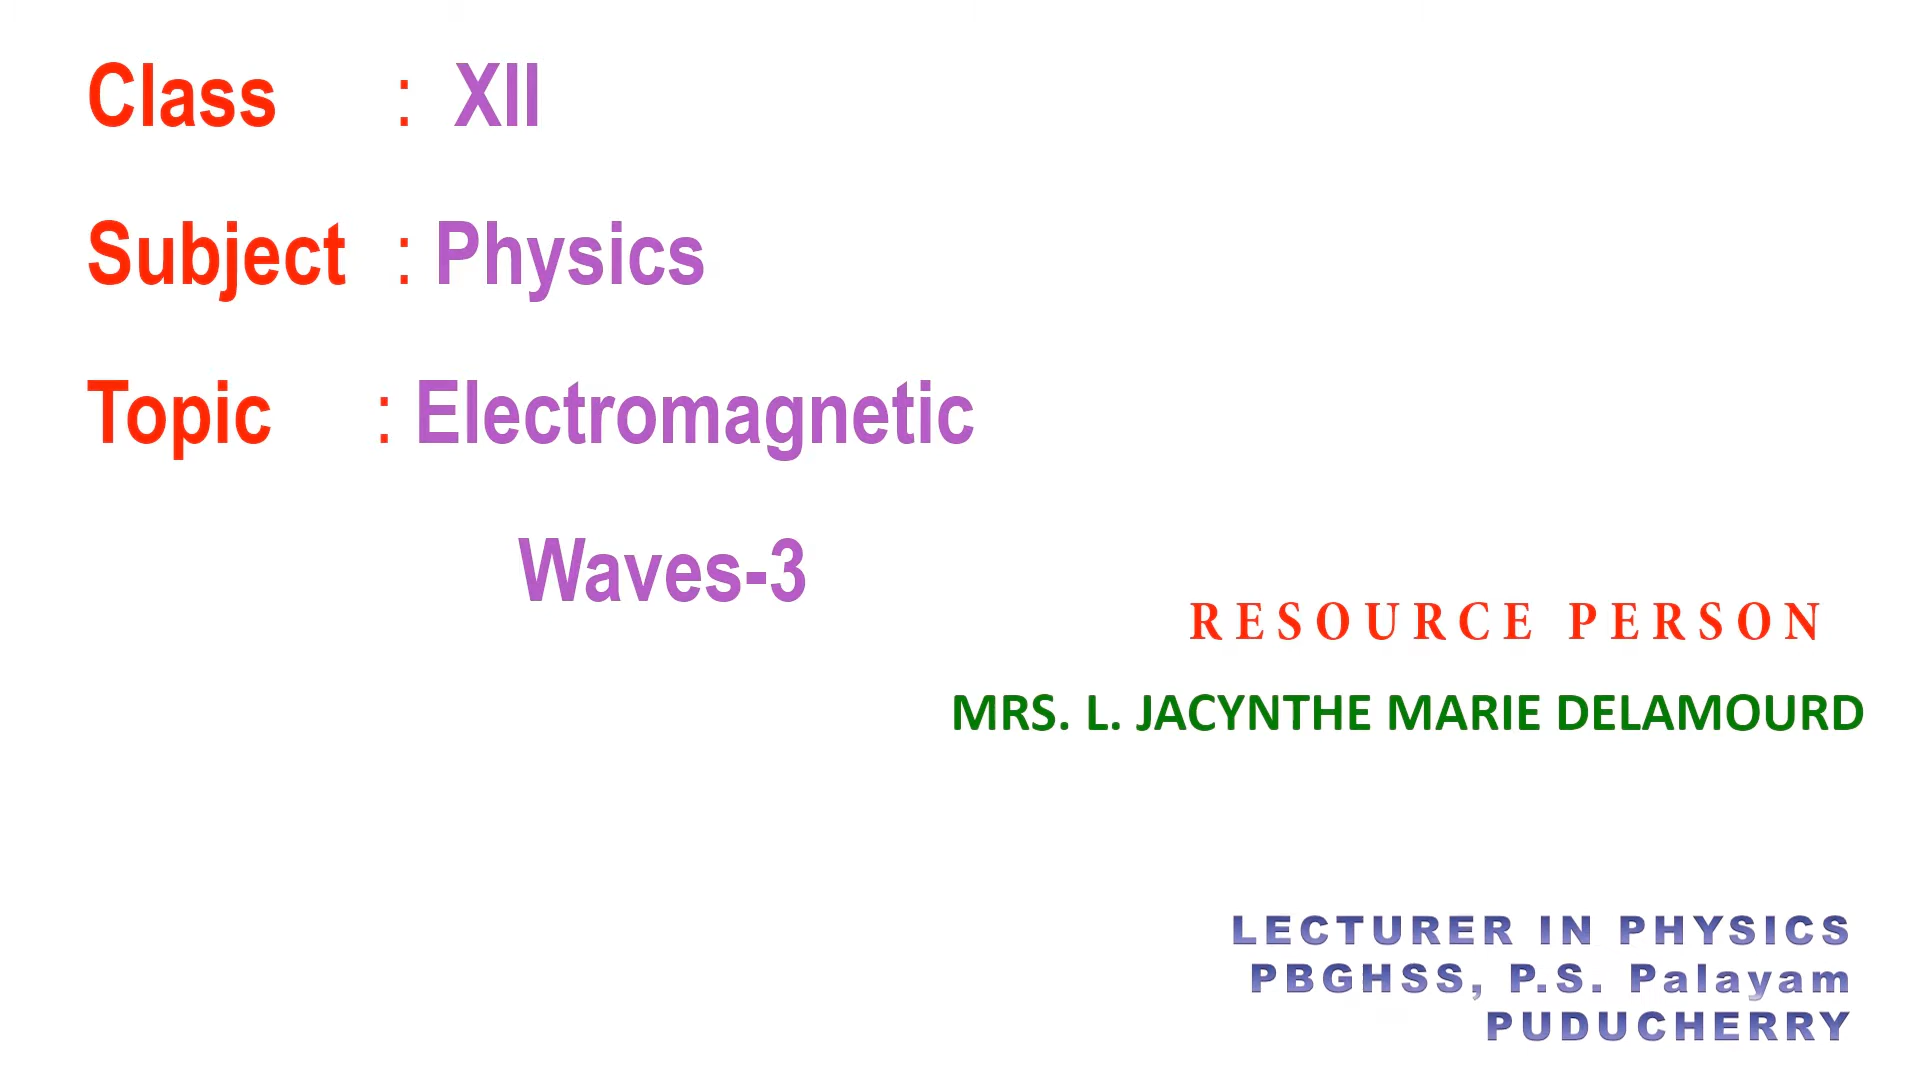 Class : XII
Subject : Physics
Topic : Electromagnetic
Waves-3
RESOURCE PERSON
MRS. L. JACYNTHE MARIE DELAMOURD
LECTURER IN PHYSICS
PBGHSS, P.S. Palayam
PUDUCHERRY